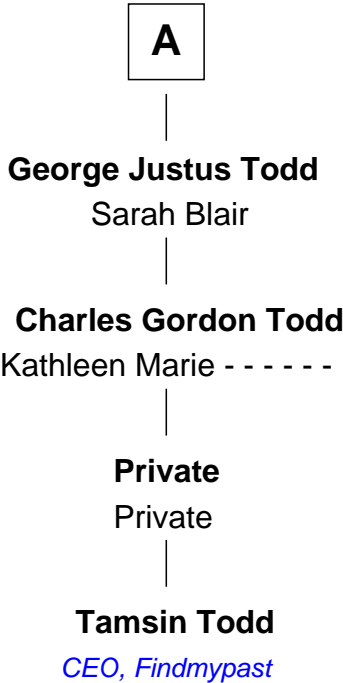 A
George Justus Todd
Sarah Blair
Charles Gordon Todd
Kathleen Marie - - - - - -
Private
Private
Tamsin Todd
CEO, Findmypast